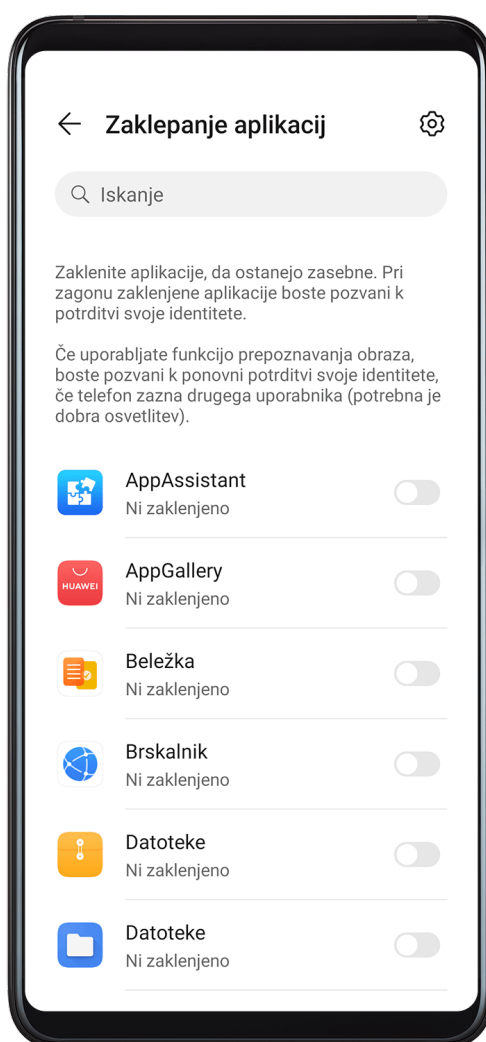 Zaklepanje aplikacij
Iskanje
Zaklenite aplikacije, da ostanejo zasebne. Pri
zagonu zaklenjene aplikacije boste pozvani k
potrditvi svoje identitete.
Če uporabljate funkcijo prepoznavanja obraza,
boste pozvani k ponovni potrditvi svoje identitete,
če telefon zazna drugega uporabnika (potrebna je
dobra osvetlitev).
AppAssistant
Ni zaklenjeno
HUAWEI
AppGallery
Ni zaklenjeno
Beležka
Ni zaklenjeno
Brskalnik
Ni zaklenjeno
Datoteke
Ni zaklenjeno
Datoteke
Ni zaklenjeno